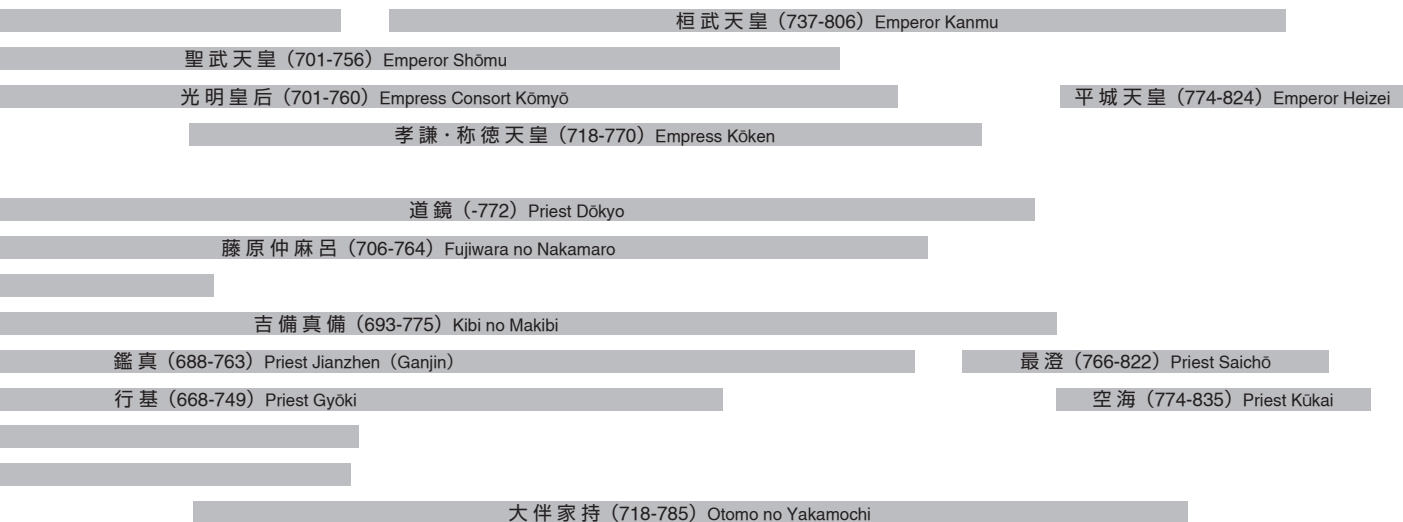 桓武天皇（737-806）Emperor Kanmu
聖武天皇（701-756）Emperor Shōmu
光明皇后（701-760）Empress Consort Kōmyō
平城天皇（774-824）Emperor Heizei
孝謙・称徳天皇（718-770）Empress Kōken
道鏡（-772）Priest Dōkyo
藤原仲麻呂（706-764）Fujiwara no Nakamaro
吉備真備（693-775）Kibi no Makibi
鑑真（688-763）Priest Jianzhen（Ganjin）
最澄（766-822）Priest Saichō
行基（668-749）Priest Gyōki
空海（774-835）Priest Kūkai
大伴家持（718-785）Otomo no Yakamochi